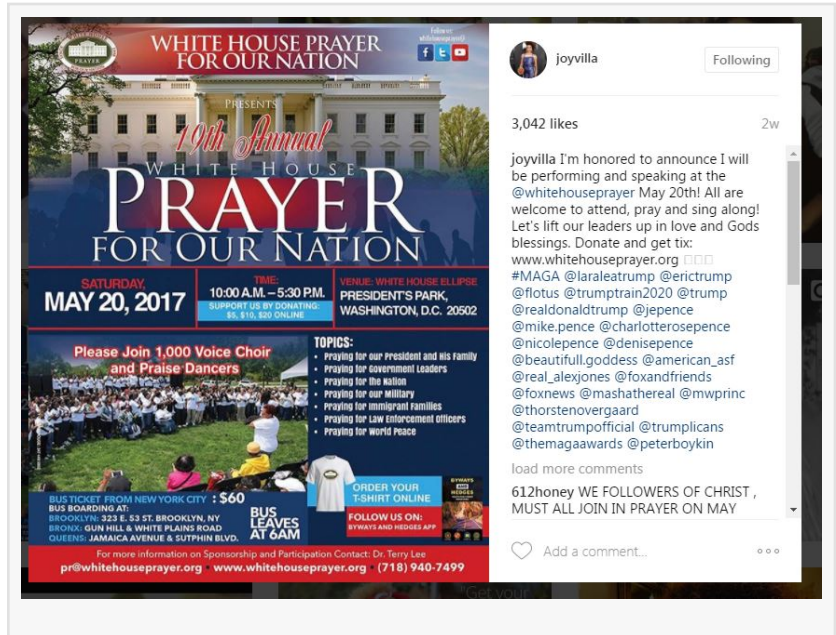 PRAYER
WHITE HOUSE PRAYER
FOR OUR NATION
follow us:
PRESENTS
19th Annual
WHITE HOUSE
PRAYER
FOR OUR NATION
SATURDAY,
MAY 20, 2017
TIME:
10:00 A.M. – 5:30 P.M.
SUPPORT US BY DONATING:
$5, $10, $20 ONLINE
VENUE: WHITE HOUSE ELLIPSE
PRESIDENT'S PARK,
WASHINGTON, D.C. 20502
Please Join 1,000 Voice Choir
and Praise Dancers
TOPICS:
• Praying for our President and His Family
• Praying for Government Leaders
• Praying for the Nation
• Praying for our Military
• Praying for Immigrant Families
• Praying for Law Enforcement Officers
• Praying for World Peace
BUS TICKET FROM NEW YORK CITY : $60
BUS BOARDING AT:
BROOKLYN: 323 E. 53 ST. BROOKLYN, NY
BRONX: GUN HILL & WHITE PLAINS ROAD
QUEENS: JAMAICA AVENUE & SUTPHIN BLVD.
BUS
LEAVES
AT 6AM
ORDER YOUR
T-SHIRT ONLINE
FOLLOW US ON:
BYWAYS AND HEDGES APP
BYWAYS
AND
HEDGES
For more information on Sponsorship and Participation Contact: Dr. Terry Lee
pr@whitehouseprayer.org • www.whitehouseprayer.org • (718) 940-7499
joyvilla
Following
3,042 likes
2w
joyvilla I'm honored to announce I will
be performing and speaking at the
@whitehouseprayer May 20th! All are
welcome to attend, pray and sing along!
Let's lift our leaders up in love and Gods
blessings. Donate and get tix:
www.whitehouseprayer.org
#MAGA @laraleatrump @erictrump
@flotus @trumptrain2020 @trump
@realdonaldtrump @jepence
@mike.pence @charlotterosepence
@nicolepence @denisepence
@beautifull.goddess @american_asf
@real_alexjones @foxandfriends
@foxnews @mashathereal @mwprinc
@thorstenovergaard
@teamtrumpofficial @trumplicans
@themagaawards @peterboykin
load more comments
612honey WE FOLLOWERS OF CHRIST ,
MUST ALL JOIN IN PRAYER ON MAY
Add a comment...
"Get your